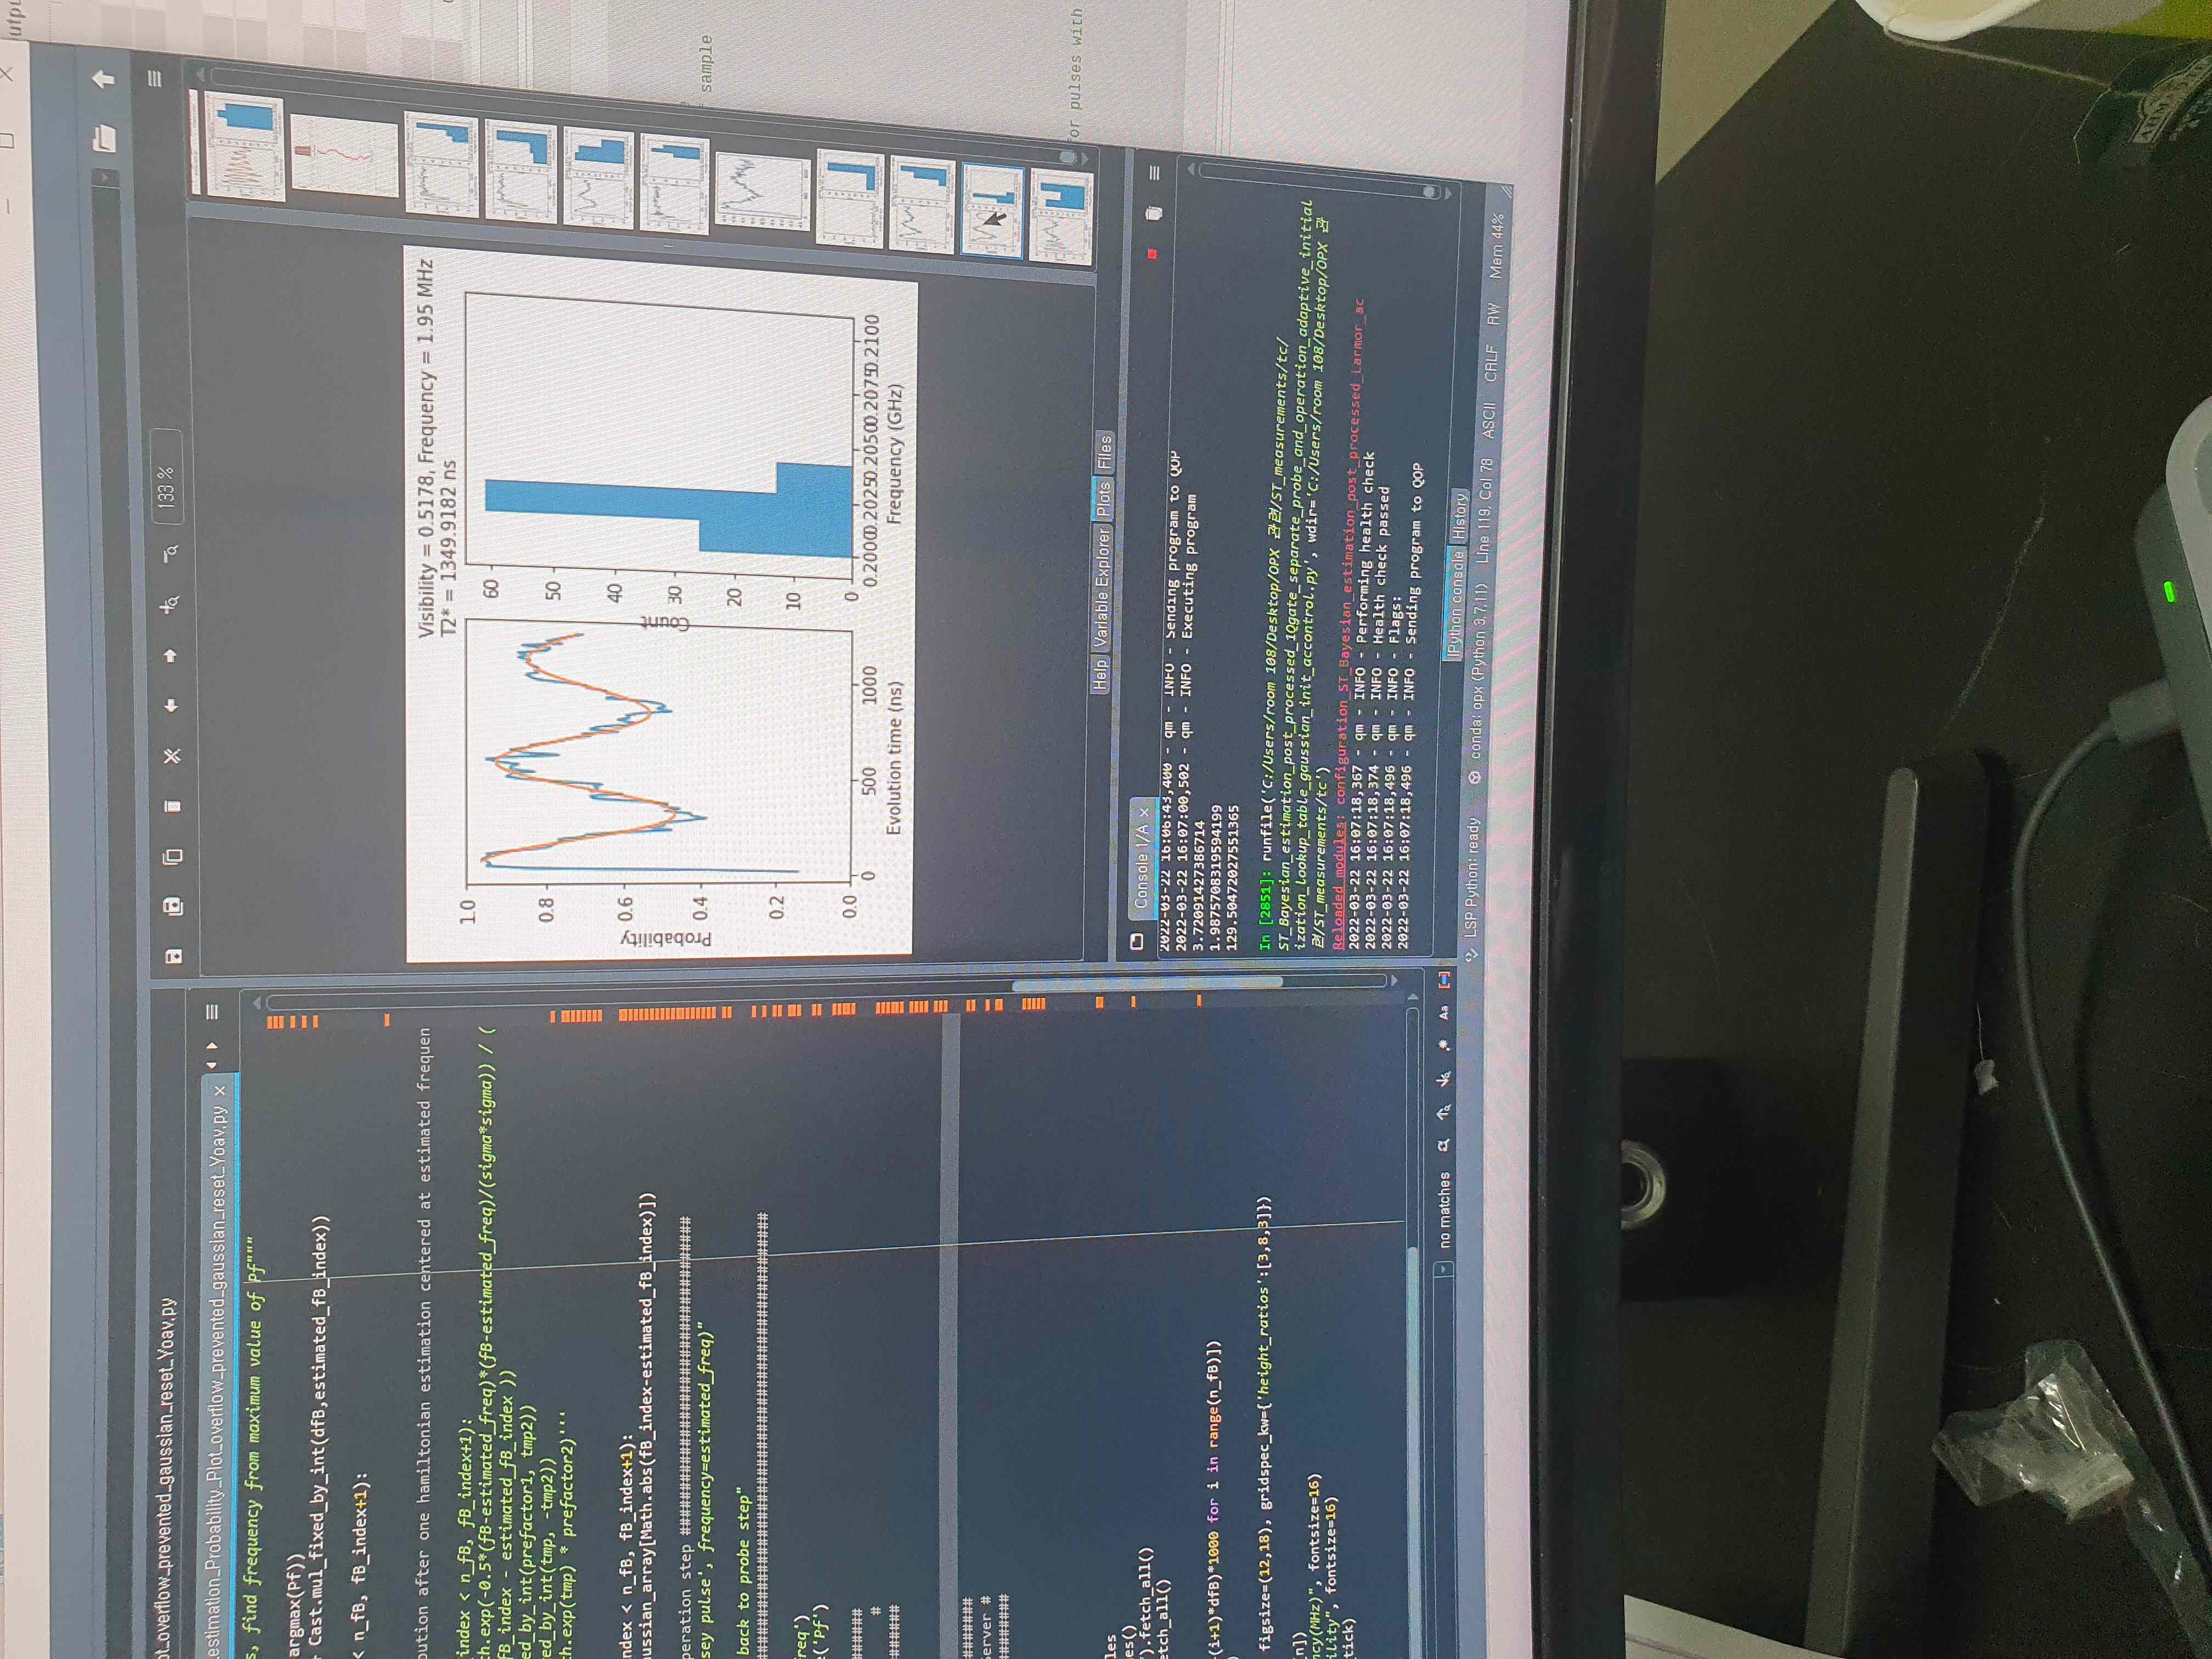 ot_overflow_prevented_gaussian_reset_Yoav.py
estimation_Probability_Plot_overflow_prevented_gaussian_reset_Yoav.py ×
s, find frequency from maximum value of Pf"""
argmax(Pf))
Cast.mul_fixed_by_int(dfB,estimated_fB_index))
< n_fB, fB_index+1):
bution after one hamiltonian estimation centered at estimated frequen
index < n_fB, fB_index+1):
th.exp(-0.5*(fB-estimated_freq)*(fB-estimated_freq)/(sigma*sigma)) / (
fB_index - estimated_fB_index ))
ed_by_int(prefactor1, tmp2))
ed_by_int(tmp, -tmp2))
th.exp(tmp) * prefactor2)'''
ndex < n_fB, fB_index+1):
ussian_array[Math.abs(fB_index-estimated_fB_index)])
peration step ###################################
sey pulse', frequency=estimated_freq)"
back to probe step"
freq')
('Pf')
######
#
#######
#######
Server #
########
les
es()
').fetch_all()
etch_all()
(i+1)*dfB)*1000 for i in range(n_fB)])
)
figsize=(12,18), gridspec_kw={'height_ratios':[3,8,3]})
[n])
ncy(MHz)", fontsize=16)
ility", fontsize=16)
tick)
no matches
Aa
133 %
Visibility = 0.5178, Frequency = 1.95 MHz
T2* = 1349.9182 ns
1.0
0.8
0.6
0.4
0.2
0.0
Probability
0
500
1000
Evolution time (ns)
60
50
40
30
20
10
0
Count
0.2000 0.2025 0.2050 0.2075 0.2100
Frequency (GHz)
Help
Variable Explorer
Plots
Files
Console 1/A ×
2022-03-22 16:06:43,400 - qm - INFO - Sending program to QOP
2022-03-22 16:07:00,502 - qm - INFO - Executing program
3.72091427386714
1.9875708319594199
129.50472027551365
In [2851]: runfile('C:/Users/room 108/Desktop/OPX 관련/ST_measurements/tc/
ST_Bayesian_estimation_post_processed_1Qgate_separate_probe_and_operation_adaptive_initial
ization_lookup_table_gaussian_init_accontrol.py', wdir='C:/Users/room 108/Desktop/OPX 관
련/ST_measurements/tc')
Reloaded modules: configuration_ST_Bayesian_estimation_post_processed_Larmor_ac
2022-03-22 16:07:18,367 - qm - INFO - Performing health check
2022-03-22 16:07:18,374 - qm - INFO - Health check passed
2022-03-22 16:07:18,496 - qm - INFO - Flags:
2022-03-22 16:07:18,496 - qm - INFO - Sending program to QOP
IPython console
History
LSP Python: ready
conda: opx (Python 3.7.11)
Line 119, Col 78
ASCII
CRLF
RW
Mem 44%
utpu
sample
or pulses with